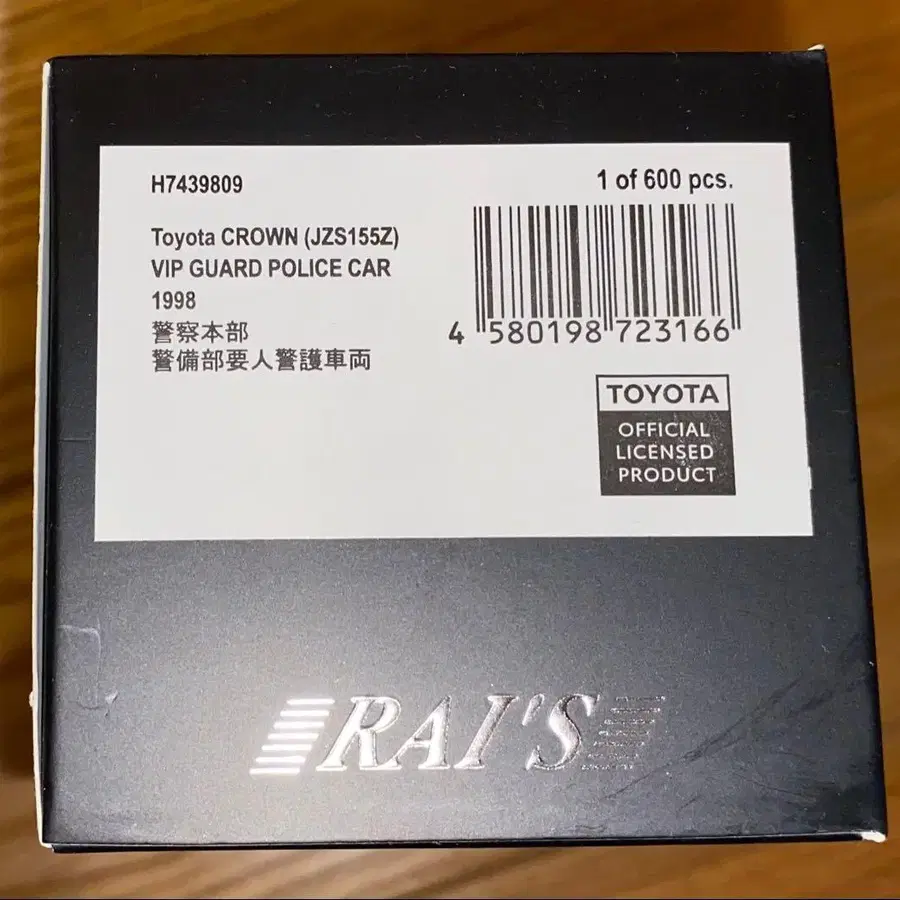 H7439809
1 of 600 pcs.
Toyota CROWN (JZS155Z)
VIP GUARD POLICE CAR
1998
警察本部
警備部要人警護車両
4 580198 723166
TOYOTA
OFFICIAL
LICENSED
PRODUCT
RAI'S